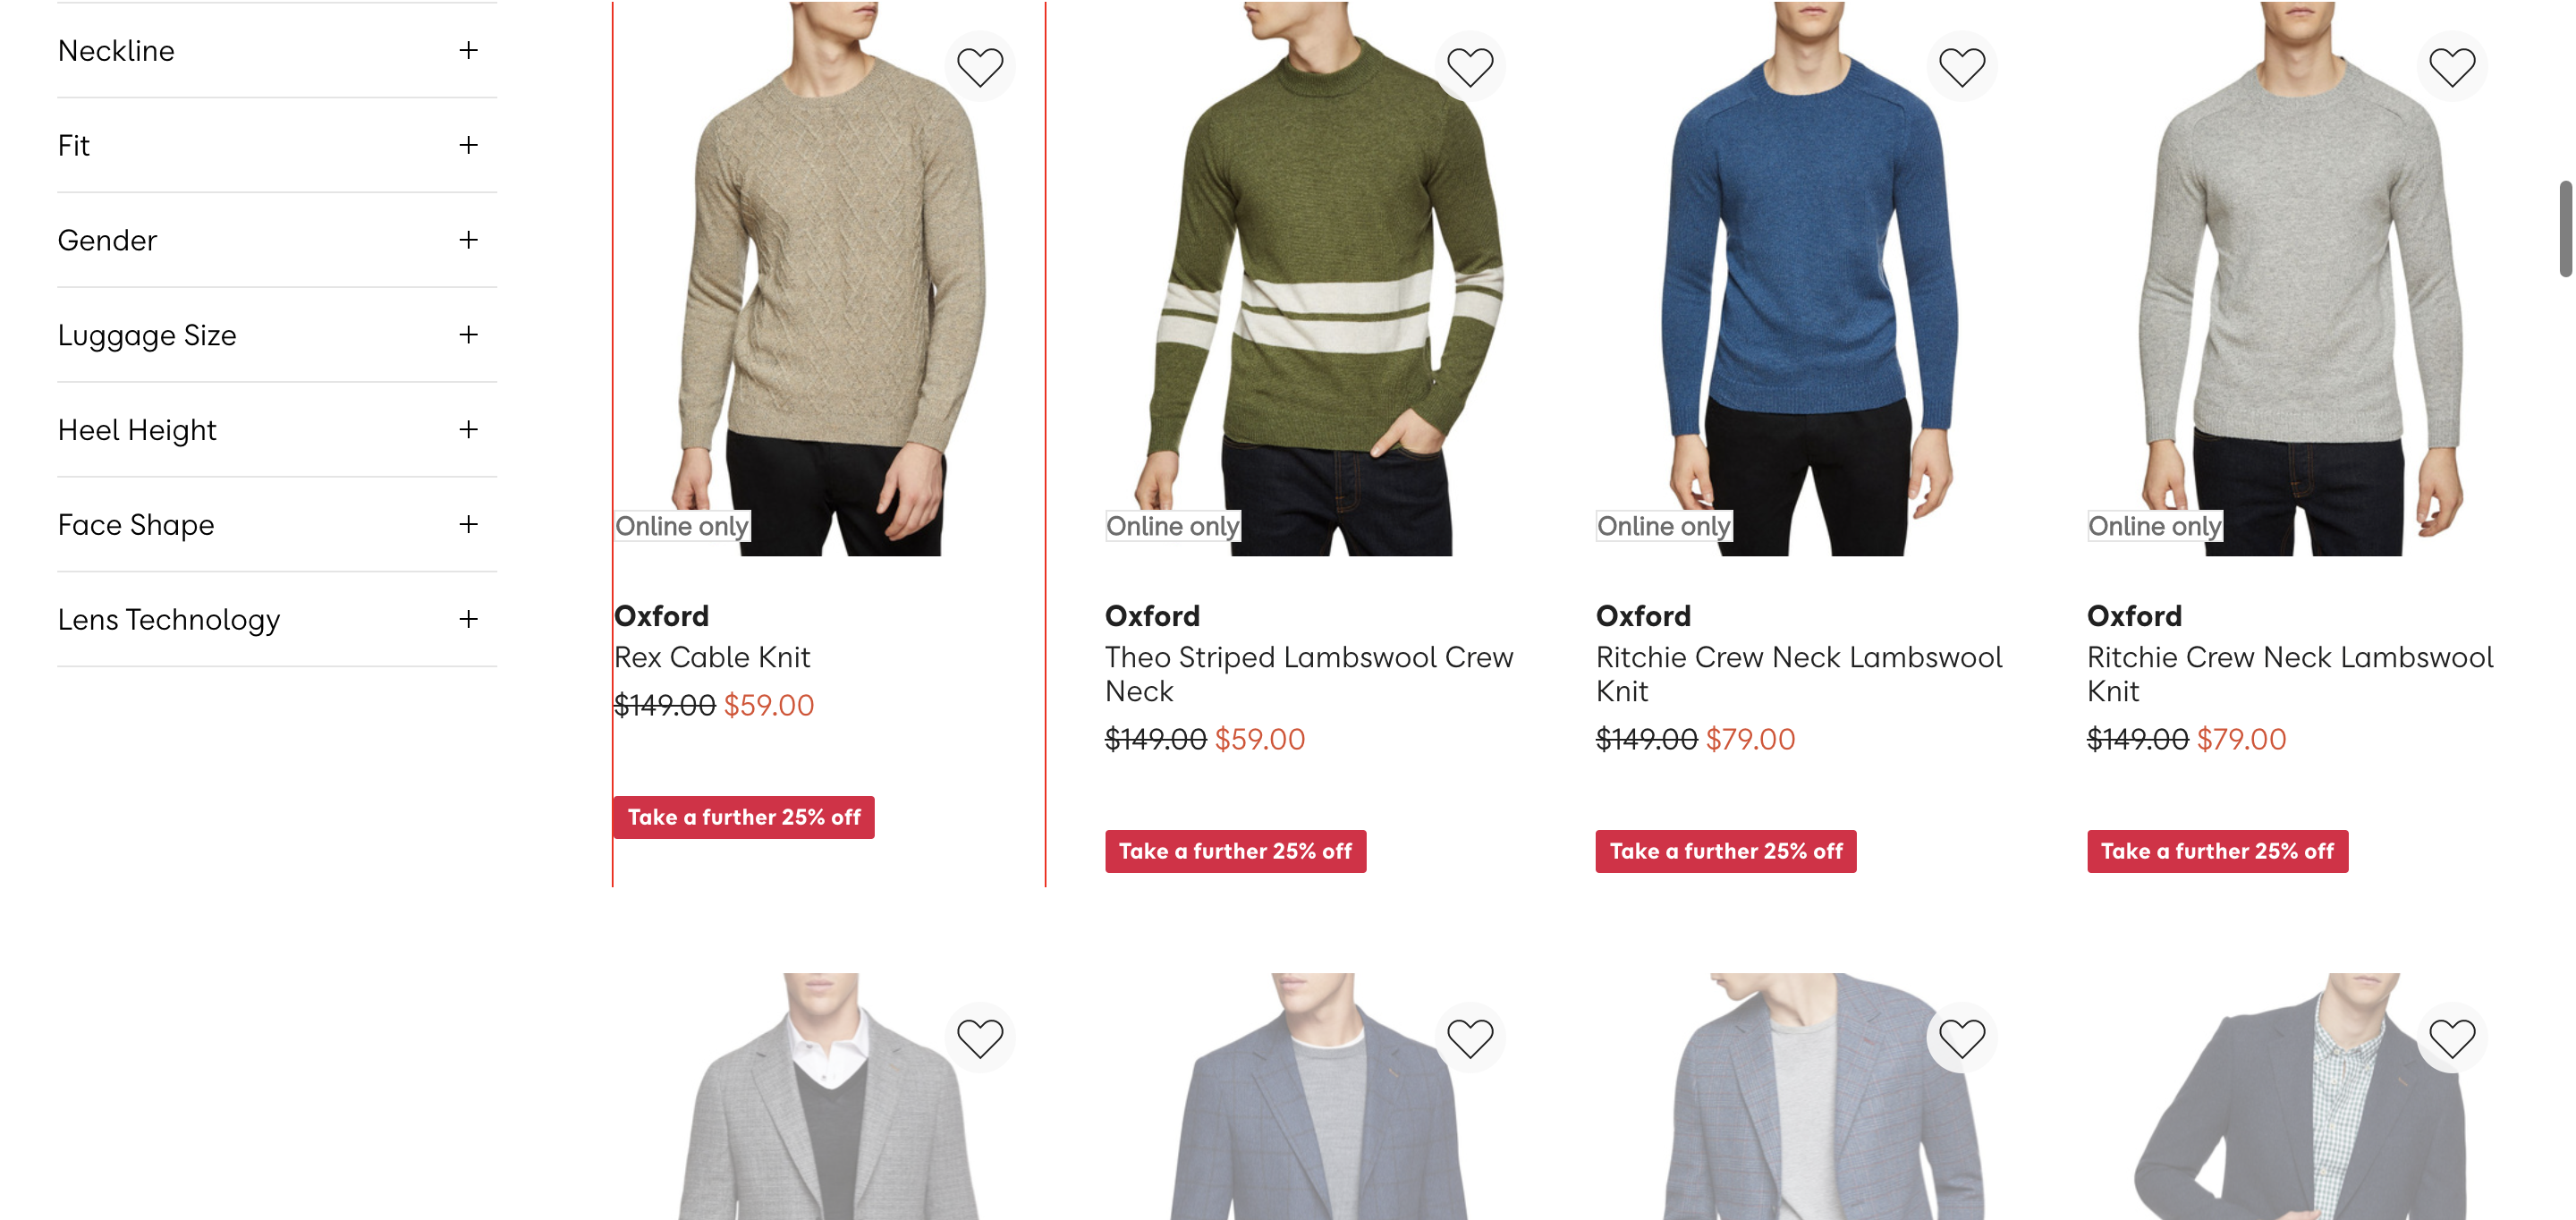 Neckline +
Fit +
Gender +
Luggage Size +
Heel Height +
Face Shape +
Lens Technology +
Online only
Oxford
Rex Cable Knit
$149.00 $59.00
Take a further 25% off
Online only
Oxford
Theo Striped Lambswool Crew
Neck
$149.00 $59.00
Take a further 25% off
Online only
Oxford
Ritchie Crew Neck Lambswool
Knit
$149.00 $79.00
Take a further 25% off
Online only
Oxford
Ritchie Crew Neck Lambswool
Knit
$149.00 $79.00
Take a further 25% off